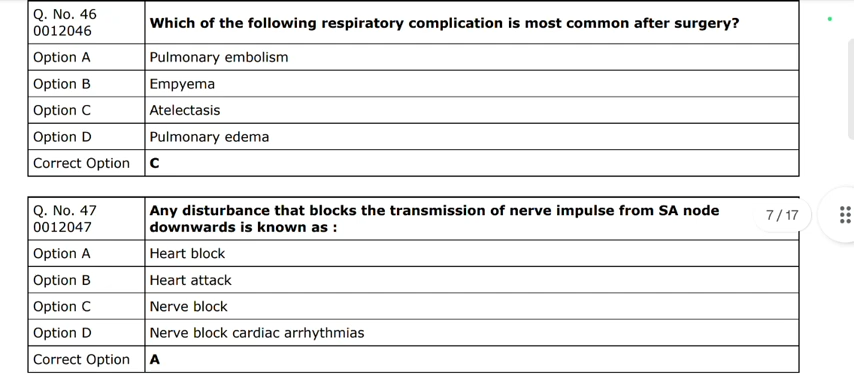 Q. No. 46
0012046
Which of the following respiratory complication is most common after surgery?
Option A Pulmonary embolism
Option B Empyema
Option C Atelectasis
Option D Pulmonary edema
Correct Option C
Q. No. 47
0012047
Any disturbance that blocks the transmission of nerve impulse from SA node
downwards is known as :
7 / 17
Option A Heart block
Option B Heart attack
Option C Nerve block
Option D Nerve block cardiac arrhythmias
Correct Option A